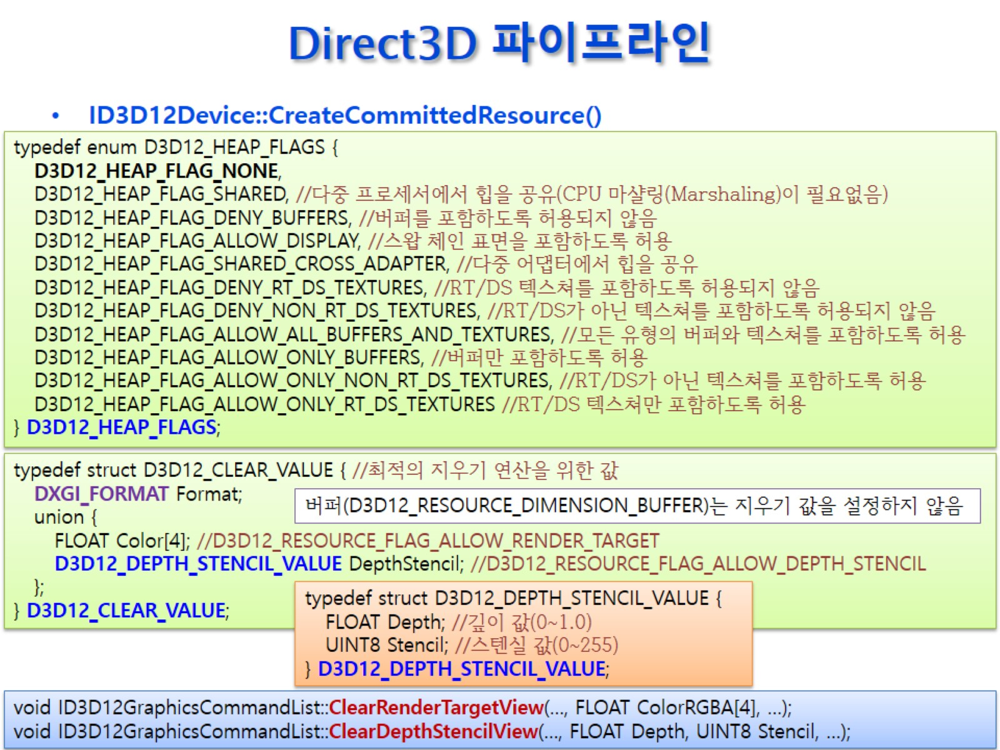 Direct3D 파이프라인
• ID3D12Device::CreateCommittedResource()
typedef enum D3D12_HEAP_FLAGS {
D3D12_HEAP_FLAG_NONE,
D3D12_HEAP_FLAG_SHARED, //다중 프로세서에서 힙을 공유(CPU 마샬링(Marshaling)이 필요없음)
D3D12_HEAP_FLAG_DENY_BUFFERS, //버퍼를 포함하도록 허용되지 않음
D3D12_HEAP_FLAG_ALLOW_DISPLAY, //스왑 체인 표면을 포함하도록 허용
D3D12_HEAP_FLAG_SHARED_CROSS_ADAPTER, //다중 어댑터에서 힙을 공유
D3D12_HEAP_FLAG_DENY_RT_DS_TEXTURES, //RT/DS 텍스쳐를 포함하도록 허용되지 않음
D3D12_HEAP_FLAG_DENY_NON_RT_DS_TEXTURES, //RT/DS가 아닌 텍스쳐를 포함하도록 허용되지 않음
D3D12_HEAP_FLAG_ALLOW_ALL_BUFFERS_AND_TEXTURES, //모든 유형의 버퍼와 텍스쳐를 포함하도록 허용
D3D12_HEAP_FLAG_ALLOW_ONLY_BUFFERS, //버퍼만 포함하도록 허용
D3D12_HEAP_FLAG_ALLOW_ONLY_NON_RT_DS_TEXTURES, //RT/DS가 아닌 텍스쳐를 포함하도록 허용
D3D12_HEAP_FLAG_ALLOW_ONLY_RT_DS_TEXTURES //RT/DS 텍스쳐만 포함하도록 허용
} D3D12_HEAP_FLAGS;
typedef struct D3D12_CLEAR_VALUE { //최적의 지우기 연산을 위한 값
DXGI_FORMAT Format;
버퍼(D3D12_RESOURCE_DIMENSION_BUFFER)는 지우기 값을 설정하지 않음
union {
FLOAT Color[4]; //D3D12_RESOURCE_FLAG_ALLOW_RENDER_TARGET
D3D12_DEPTH_STENCIL_VALUE DepthStencil; //D3D12_RESOURCE_FLAG_ALLOW_DEPTH_STENCIL
};
} D3D12_CLEAR_VALUE;
typedef struct D3D12_DEPTH_STENCIL_VALUE {
FLOAT Depth; //깊이 값(0~1.0)
UINT8 Stencil; //스텐실 값(0~255)
} D3D12_DEPTH_STENCIL_VALUE;
void ID3D12GraphicsCommandList::ClearRenderTargetView(..., FLOAT ColorRGBA[4], ...);
void ID3D12GraphicsCommandList::ClearDepthStencilView(..., FLOAT Depth, UINT8 Stencil, ...);